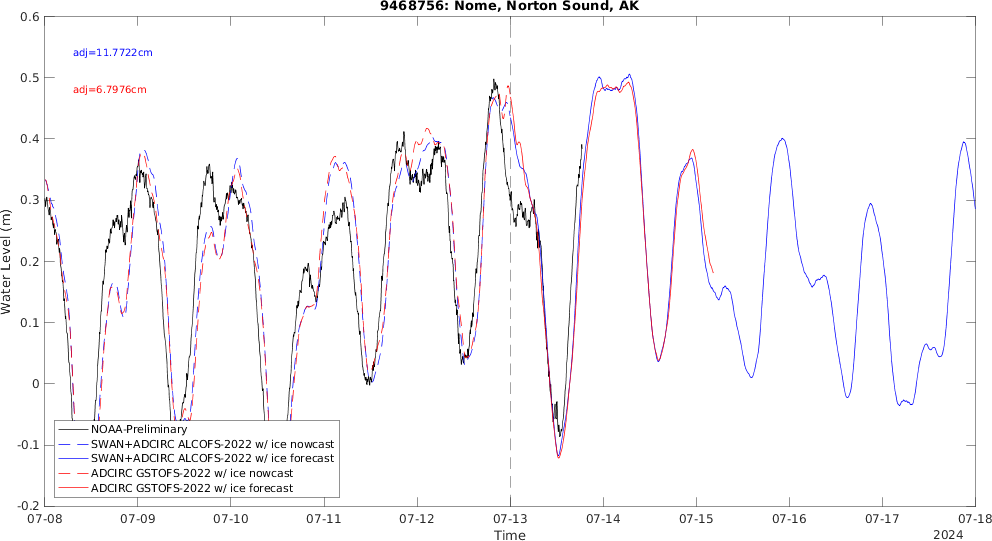 9468756: Nome, Norton Sound, AK
0.6
adj=11.7722cm
0.5
adj=6.7976cm
0.4
0.3
0.2
0.1
0
-0.1
-0.2
Water Level (m)
NOAA-Preliminary
SWAN+ADCIRC ALCOFS-2022 w/ ice nowcast
SWAN+ADCIRC ALCOFS-2022 w/ ice forecast
ADCIRC GSTOFS-2022 w/ ice nowcast
ADCIRC GSTOFS-2022 w/ ice forecast
07-08 07-09 07-10 07-11 07-12 07-13 07-14 07-15 07-16 07-17 07-18
Time
2024